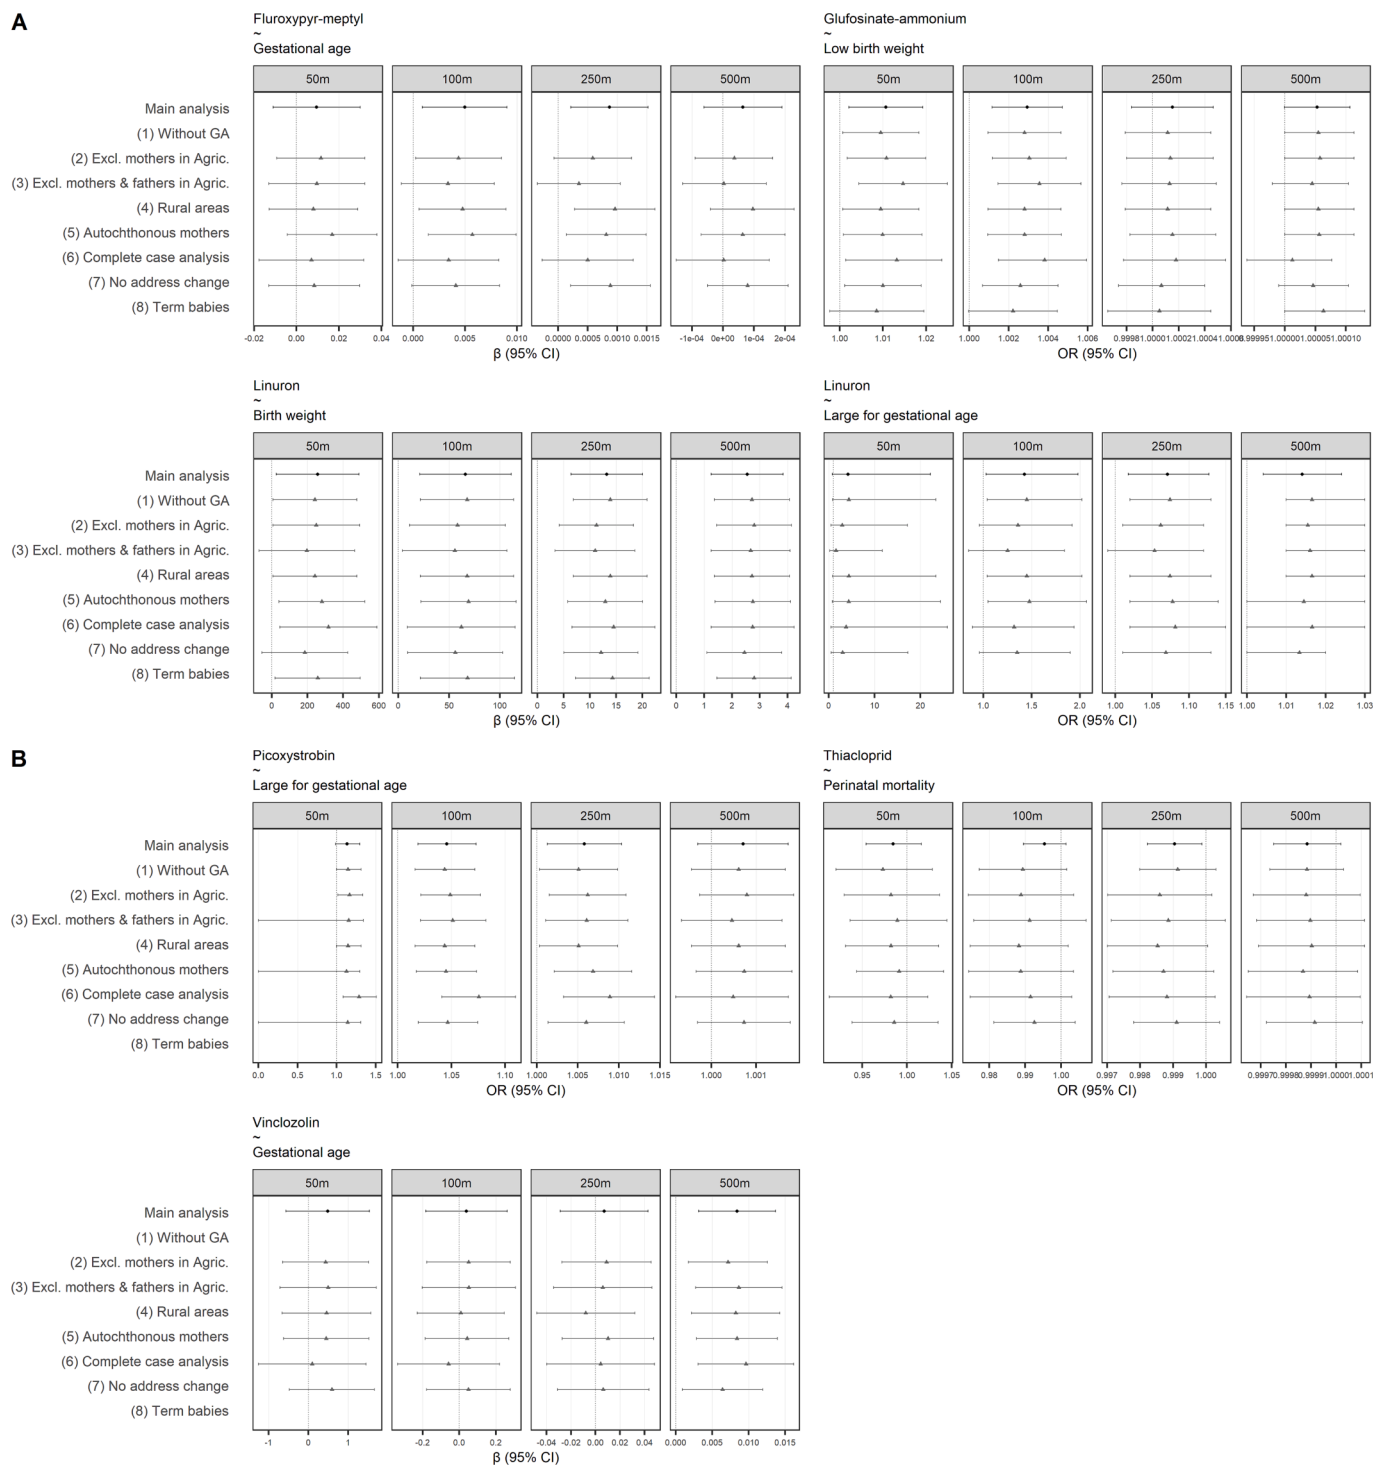 A
Fluroxypyr-meptyl
~
Gestational age
Glufosinate-ammonium
~
Low birth weight
50m 100m 250m 500m 50m 100m 250m 500m
Main analysis
(1) Without GA
(2) Excl. mothers in Agric.
(3) Excl. mothers & fathers in Agric.
(4) Rural areas
(5) Autochthonous mothers
(6) Complete case analysis
(7) No address change
(8) Term babies
-0.02 0.00 0.02 0.04 0.000 0.005 0.010 0.0000 0.0005 0.0010 0.0015 -1e-04 0e+00 1e-04 2e-04 1.00 1.01 1.02 1.000 1.002 1.004 1.006
β (95% CI) OR (95% CI)
Linuron
~
Birth weight
Linuron
~
Large for gestational age
50m 100m 250m 500m 50m 100m 250m 500m
Main analysis
(1) Without GA
(2) Excl. mothers in Agric.
(3) Excl. mothers & fathers in Agric.
(4) Rural areas
(5) Autochthonous mothers
(6) Complete case analysis
(7) No address change
(8) Term babies
0 200 400 600 0 50 100 0 5 10 15 20 0 1 2 3 4 0 10 20 1.0 1.5 2.0 1.00 1.05 1.10 1.15 1.00 1.01 1.02 1.03
β (95% CI) OR (95% CI)
B
Picoxystrobin
~
Large for gestational age
Thiacloprid
~
Perinatal mortality
50m 100m 250m 500m 50m 100m 250m 500m
Main analysis
(1) Without GA
(2) Excl. mothers in Agric.
(3) Excl. mothers & fathers in Agric.
(4) Rural areas
(5) Autochthonous mothers
(6) Complete case analysis
(7) No address change
(8) Term babies
0.0 0.5 1.0 1.5 1.00 1.05 1.10 1.000 1.005 1.010 1.015 1.000 1.001 0.95 1.00 1.05 0.98 0.99 1.00 0.997 0.998 0.999 1.000 0.9997 0.9998 0.9999 1.0000 1.0001
OR (95% CI) OR (95% CI)
Vinclozolin
~
Gestational age
50m 100m 250m 500m
Main analysis
(1) Without GA
(2) Excl. mothers in Agric.
(3) Excl. mothers & fathers in Agric.
(4) Rural areas
(5) Autochthonous mothers
(6) Complete case analysis
(7) No address change
(8) Term babies
-1 0 1 -0.2 0.0 0.2 -0.04 -0.02 0.00 0.02 0.04 0.000 0.005 0.010 0.015
β (95% CI)